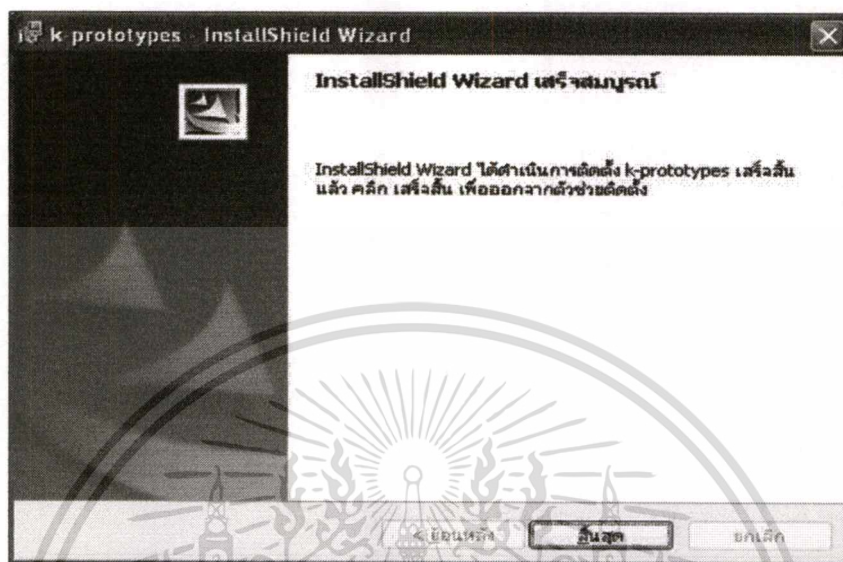 k-prototypes - InstallShield Wizard
InstallShield Wizard เสร็จสมบูรณ์
InstallShield Wizard ได้ดำเนินการติดตั้ง k-prototypes เสร็จสิ้น
แล้ว คลิก เสร็จสิ้น เพื่อออกจากตัวช่วยติดตั้ง
< ย้อนหลัง สิ้นสุด ยกเลิก